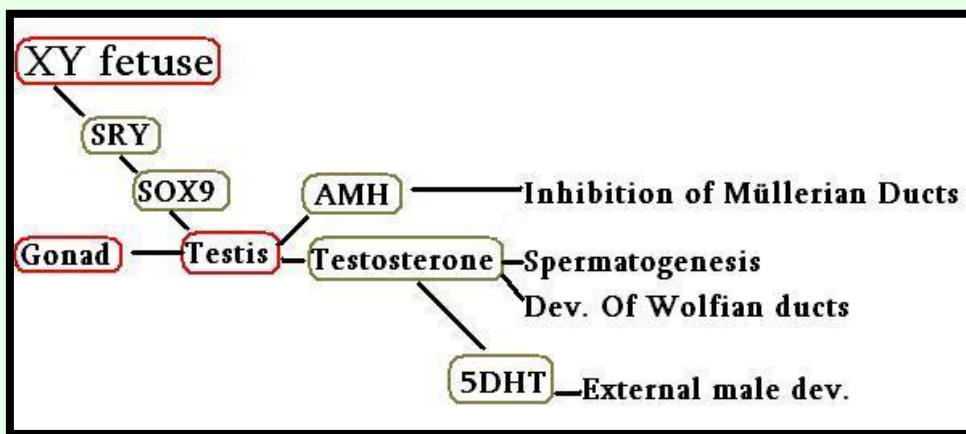 XY fetuse
SRY
SOX9
AMH
Inhibition of Müllerian Ducts
Gonad
Testis
Testosterone
Spermatogenesis
Dev. Of Wolfian ducts
5DHT
External male dev.